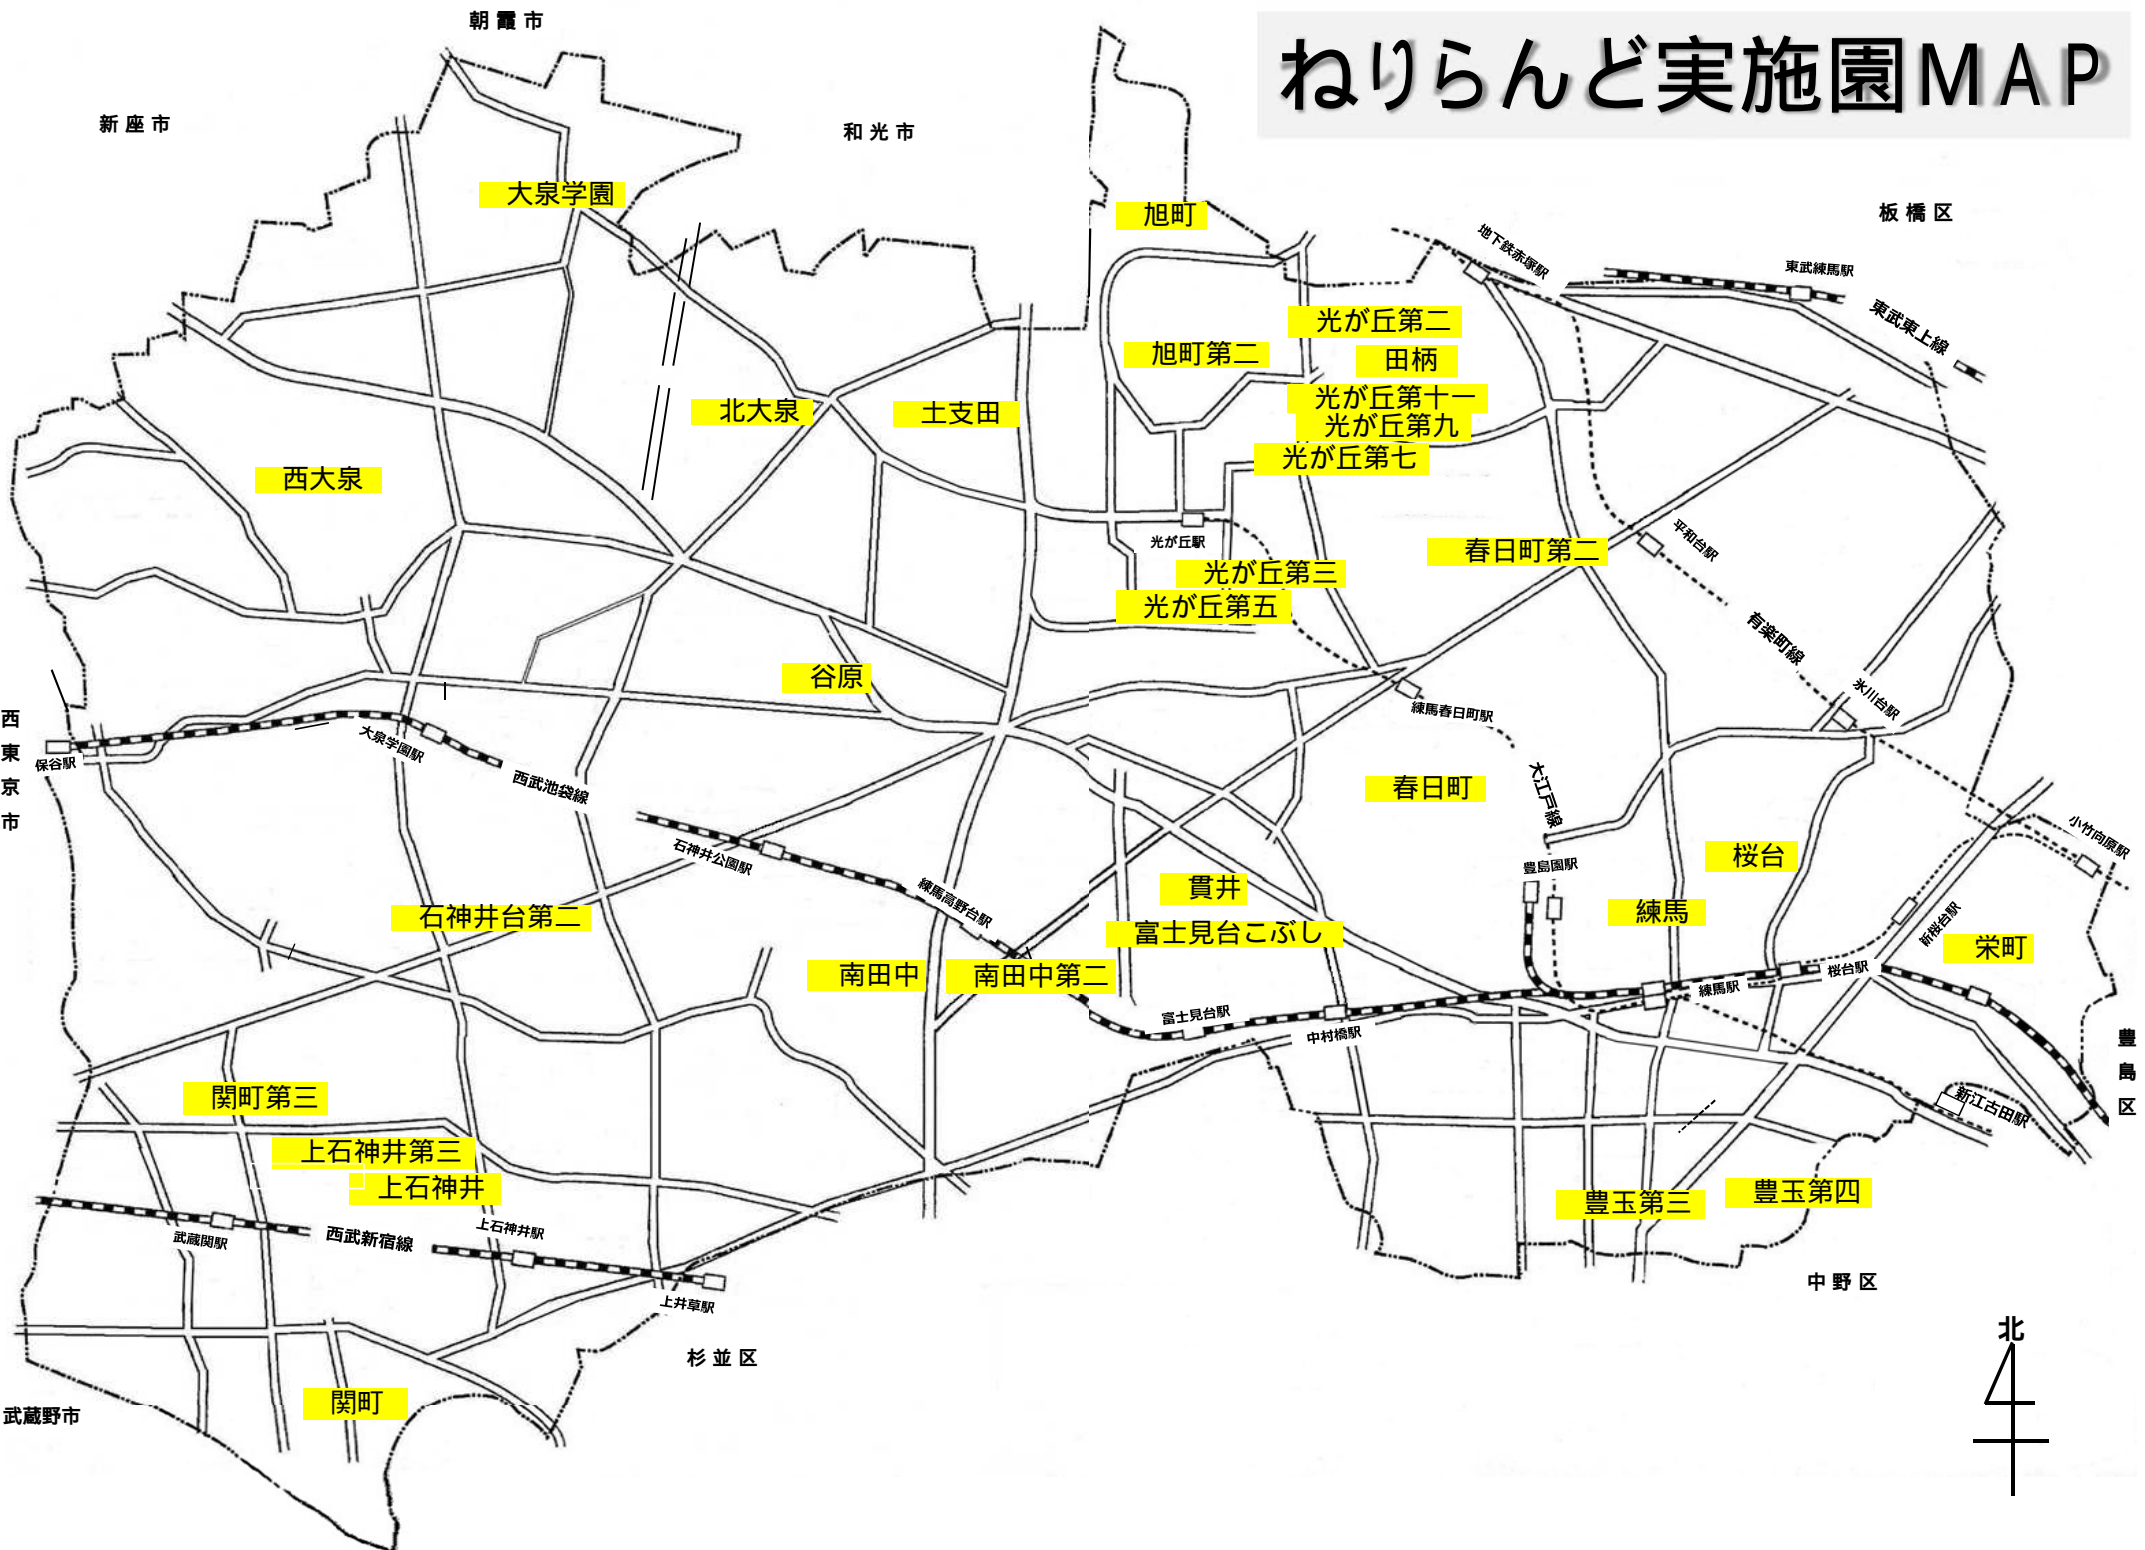 朝霞市
ねりらんど実施園MAP
新座市
和光市
大泉学園
旭町
板橋区
地下鉄赤塚駅
東武練馬駅
東武東上線
光が丘第二
旭町第二
田柄
光が丘第十一
北大泉
土支田
光が丘第九
光が丘第七
西大泉
光が丘駅
平和台駅
春日町第二
光が丘第三
光が丘第五
有楽町線
谷原
氷川台駅
練馬春日町駅
西東京市
保谷駅
大泉学園駅
西武池袋線
春日町
大江戸線
小竹向原駅
石神井公園駅
豊島園駅
桜台
練馬高野台駅
貫井
練馬
石神井台第二
富士見台こぶし
新桜台駅
栄町
南田中
南田中第二
桜台駅
練馬駅
富士見台駅
中村橋駅
豊島区
関町第三
新江古田駅
上石神井第三
上石神井
豊玉第三
豊玉第四
武蔵関駅
西武新宿線
上石神井駅
中野区
上井草駅
北
杉並区
関町
武蔵野市